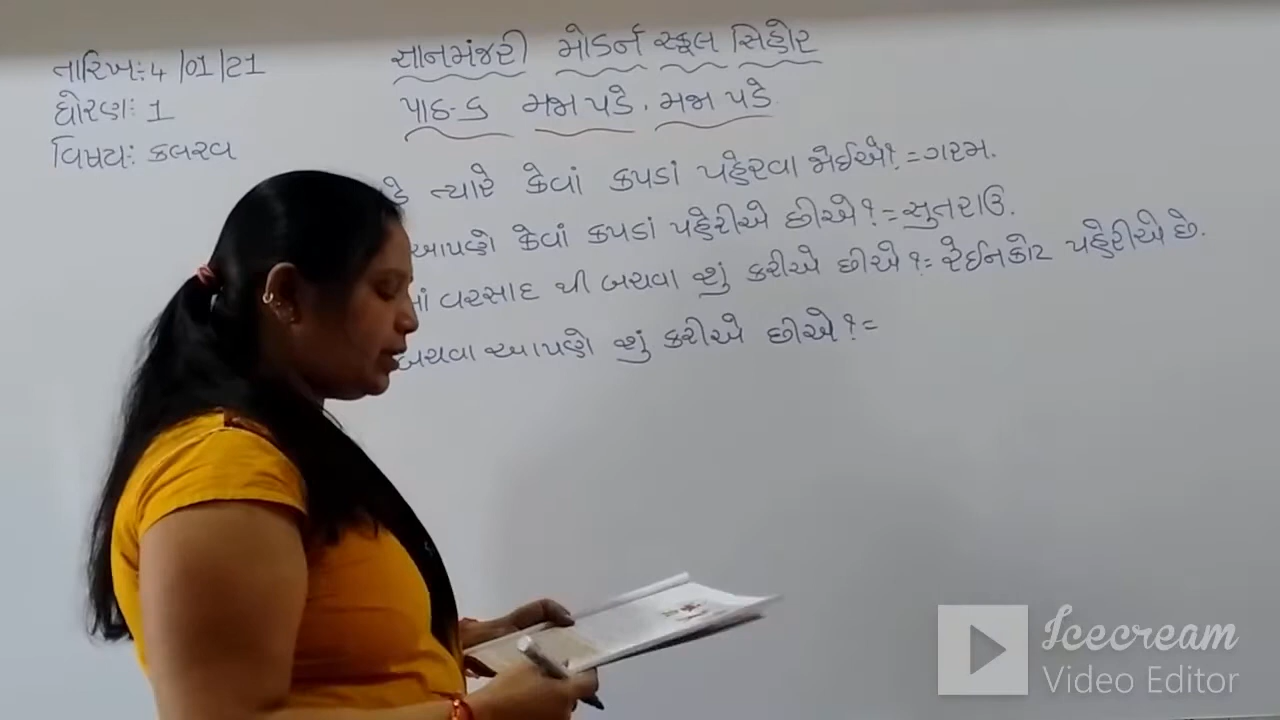 તારિખ: 4/01/21
જ્ઞાનમંજરી મોડર્ન સ્કૂલ સિહોર
ધોરણ: 1
પાઠ-૬ મજા પડે, મજા પડે
વિષય: કલરવ
ત્યારે કેવાં કપડાં પહેરવા જોઈએ? = ગરમ.
આપણે કેવાં કપડાં પહેરીએ છીએ? = સુતરાઉ.
વરસાદ થી બચવા શું કરીએ છીએ? = રેઈનકોટ પહેરીએ છે.
બચવા આપણે શું કરીએ છીએ? =
Icecream
Video Editor